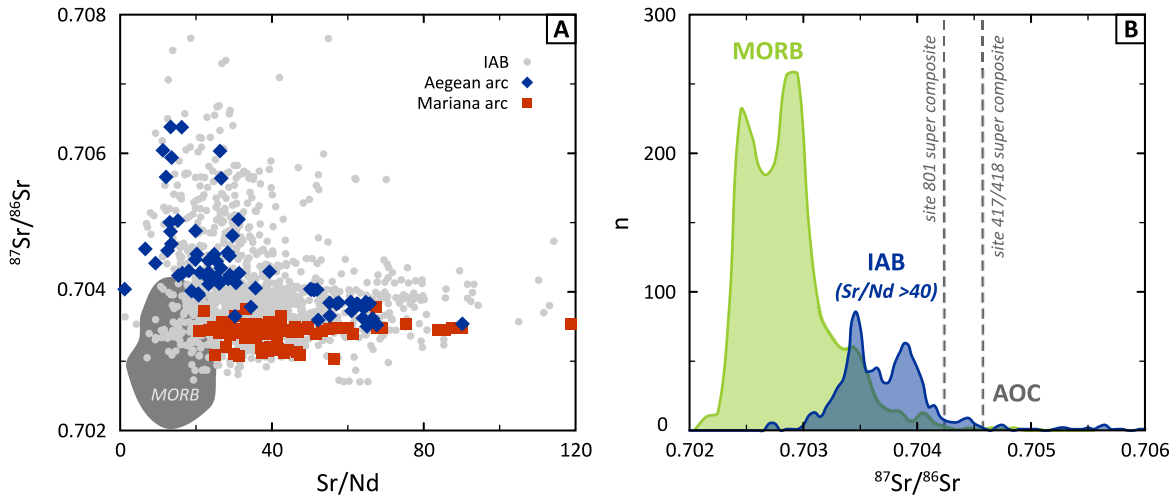 A
0.708
0.706
0.704
0.702
⁸⁷Sr/⁸⁶Sr
IAB
Aegean arc
Mariana arc
MORB
0
40
80
120
Sr/Nd
B
300
200
100
0
n
MORB
IAB
(Sr/Nd >40)
site 801 super composite
site 417/418 super composite
AOC
0.702
0.703
0.704
0.705
0.706
⁸⁷Sr/⁸⁶Sr